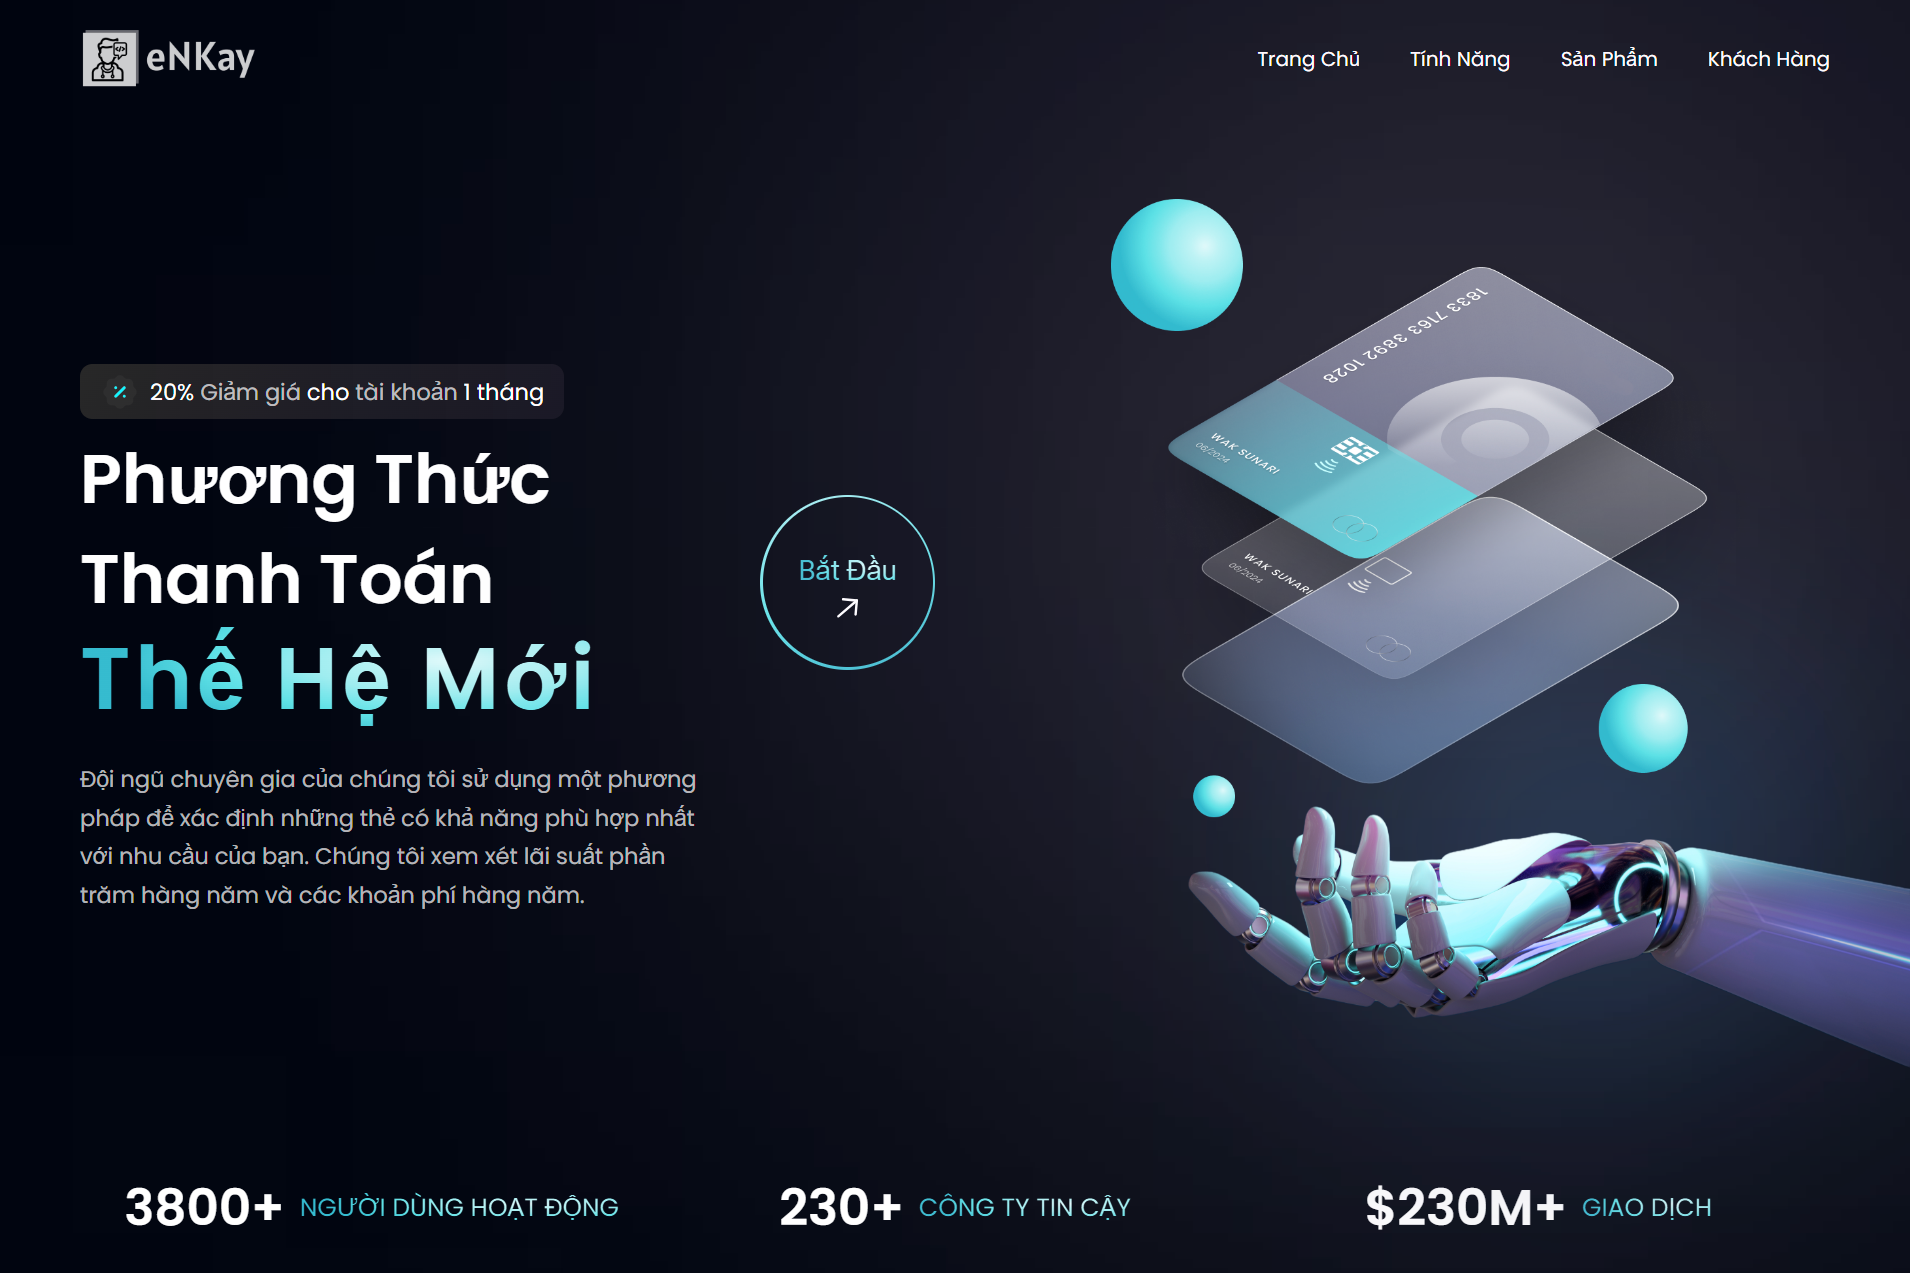 eNKay
Trang Chủ
Tính Năng
Sản Phẩm
Khách Hàng
20% Giảm giá cho tài khoản 1 tháng
Phương Thức
Thanh Toán
Thế Hệ Mới
Bắt Đầu
Đội ngũ chuyên gia của chúng tôi sử dụng một phương
pháp để xác định những thẻ có khả năng phù hợp nhất
với nhu cầu của bạn. Chúng tôi xem xét lãi suất phần
trăm hàng năm và các khoản phí hàng năm.
1833 7163 3892 1028
WAK SUNARI
06/2024
WAK SUNARI
06/2024
3800+ NGƯỜI DÙNG HOẠT ĐỘNG
230+ CÔNG TY TIN CẬY
$230M+ GIAO DỊCH